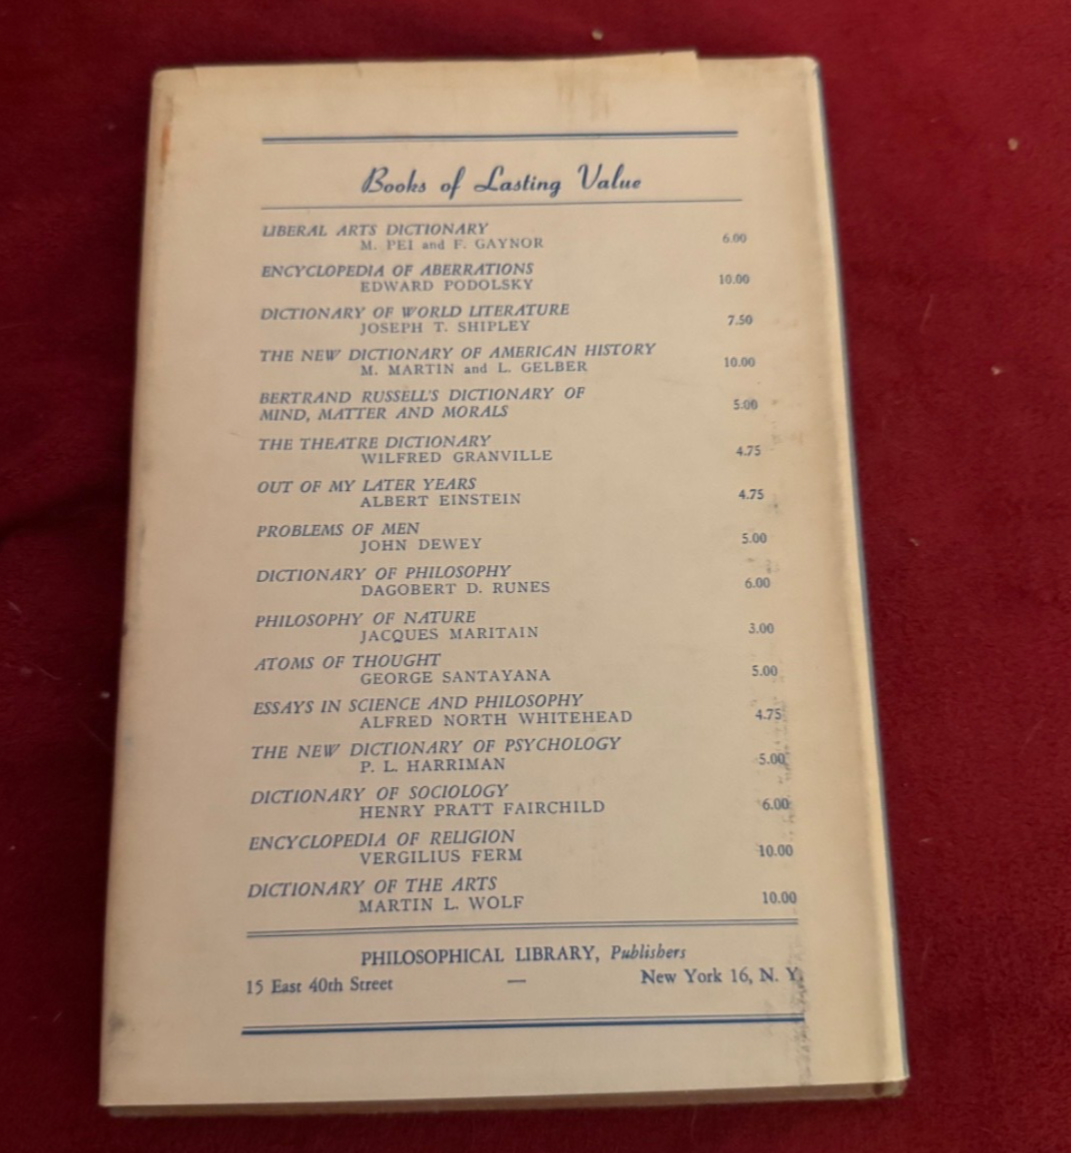 Books of Lasting Value
LIBERAL ARTS DICTIONARY
M. PEI and F. GAYNOR 6.00
ENCYCLOPEDIA OF ABERRATIONS
EDWARD PODOLSKY 10.00
DICTIONARY OF WORLD LITERATURE
JOSEPH T. SHIPLEY 7.50
THE NEW DICTIONARY OF AMERICAN HISTORY
M. MARTIN and L. GELBER 10.00
BERTRAND RUSSELL'S DICTIONARY OF
MIND, MATTER AND MORALS 5.00
THE THEATRE DICTIONARY
WILFRED GRANVILLE 4.75
OUT OF MY LATER YEARS
ALBERT EINSTEIN 4.75
PROBLEMS OF MEN
JOHN DEWEY 5.00
DICTIONARY OF PHILOSOPHY
DAGOBERT D. RUNES 6.00
PHILOSOPHY OF NATURE
JACQUES MARITAIN 3.00
ATOMS OF THOUGHT
GEORGE SANTAYANA 5.00
ESSAYS IN SCIENCE AND PHILOSOPHY
ALFRED NORTH WHITEHEAD 4.75
THE NEW DICTIONARY OF PSYCHOLOGY
P. L. HARRIMAN 5.00
DICTIONARY OF SOCIOLOGY
HENRY PRATT FAIRCHILD 6.00
ENCYCLOPEDIA OF RELIGION
VERGILIUS FERM 10.00
DICTIONARY OF THE ARTS
MARTIN L. WOLF 10.00
PHILOSOPHICAL LIBRARY, Publishers
15 East 40th Street — New York 16, N. Y.